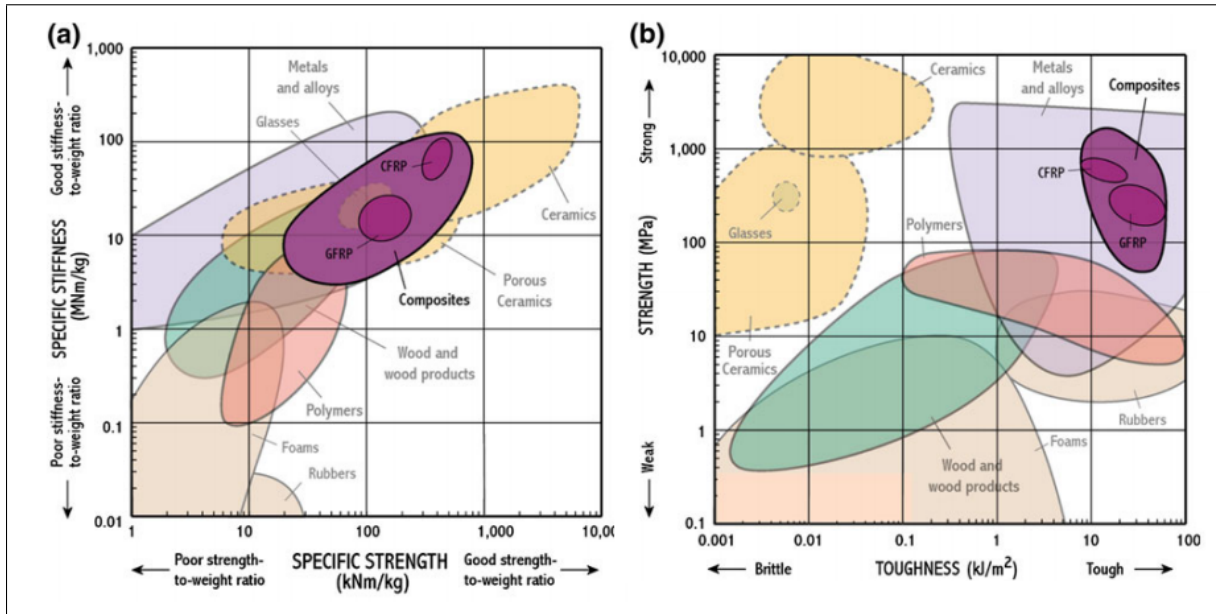 (a)
1,000
100
10
1
0.1
0.01
Good stiffness-
to-weight ratio
SPECIFIC STIFFNESS
(MNm/kg)
Poor stiffness-
to-weight ratio
Metals
and alloys
Glasses
CFRP
Ceramics
GFRP
Composites
Porous
Ceramics
Wood and
wood products
Polymers
Foams
Rubbers
1
10
100
1,000
10,00
Poor strength-
to-weight ratio
SPECIFIC STRENGTH
(kNm/kg)
Good strength-
to-weight ratio
(b)
10,000
1,000
100
10
1
0.1
Strong
STRENGTH (MPa)
Weak
Ceramics
Metals
and alloys
Composites
CFRP
Polymers
Glasses
GFRP
Porous
Ceramics
Rubbers
Foams
Wood and
wood products
0.001
0.01
0.1
1
10
100
Brittle
TOUGHNESS (kJ/m²)
Tough